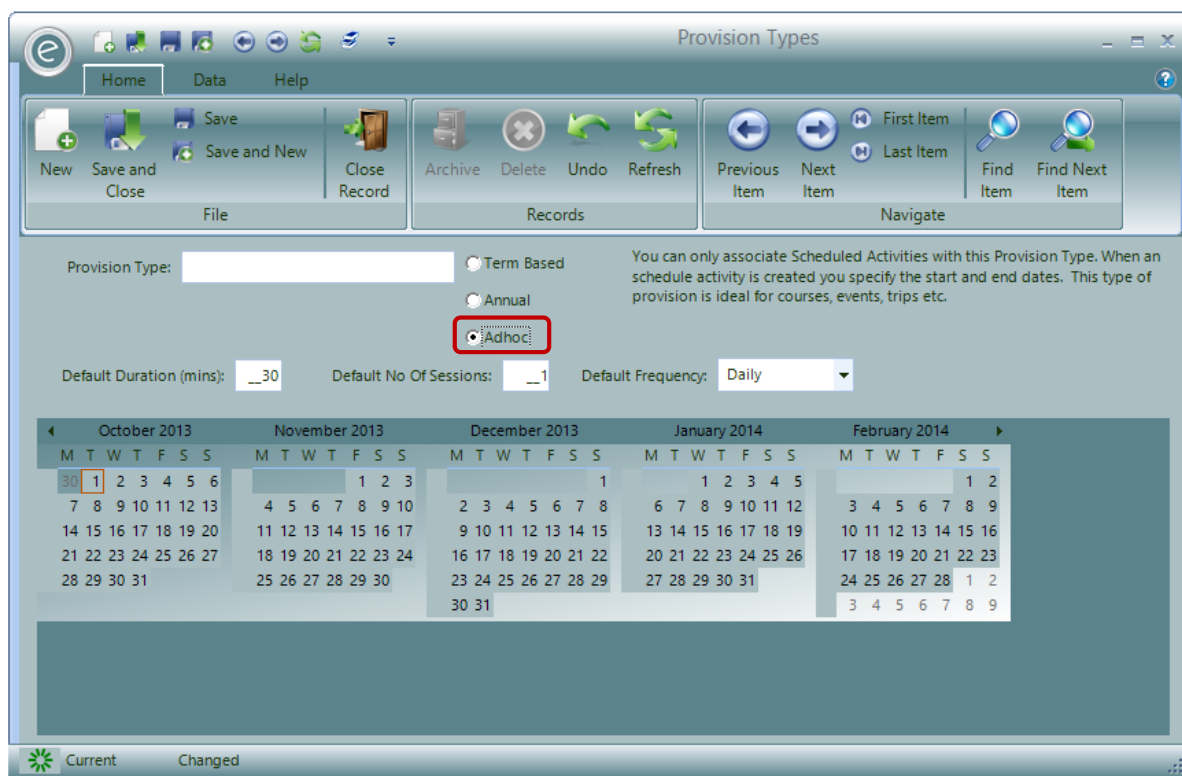 e
Provision Types
Home Data Help
New
Save and
Close
Save
Save and New
Close
Record
File
Archive Delete Undo Refresh
Records
Previous
Item
Next
Item
First Item
Last Item
Find
Item
Find Next
Item
Navigate
Provision Type:
Term Based
Annual
Adhoc
You can only associate Scheduled Activities with this Provision Type. When an
schedule activity is created you specify the start and end dates. This type of
provision is ideal for courses, events, trips etc.
Default Duration (mins): __30 Default No Of Sessions: __1 Default Frequency: Daily
October 2013
M T W T F S S
30 1 2 3 4 5 6
7 8 9 10 11 12 13
14 15 16 17 18 19 20
21 22 23 24 25 26 27
28 29 30 31
November 2013
M T W T F S S
1 2 3
4 5 6 7 8 9 10
11 12 13 14 15 16 17
18 19 20 21 22 23 24
25 26 27 28 29 30
December 2013
M T W T F S S
1
2 3 4 5 6 7 8
9 10 11 12 13 14 15
16 17 18 19 20 21 22
23 24 25 26 27 28 29
30 31
January 2014
M T W T F S S
1 2 3 4 5
6 7 8 9 10 11 12
13 14 15 16 17 18 19
20 21 22 23 24 25 26
27 28 29 30 31
February 2014
M T W T F S S
1 2
3 4 5 6 7 8 9
10 11 12 13 14 15 16
17 18 19 20 21 22 23
24 25 26 27 28 1 2
3 4 5 6 7 8 9
Current Changed